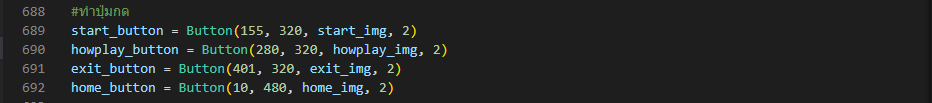 688 #ทำปุ่มกด
689 start_button = Button(155, 320, start_img, 2)
690 howplay_button = Button(280, 320, howplay_img, 2)
691 exit_button = Button(401, 320, exit_img, 2)
692 home_button = Button(10, 480, home_img, 2)